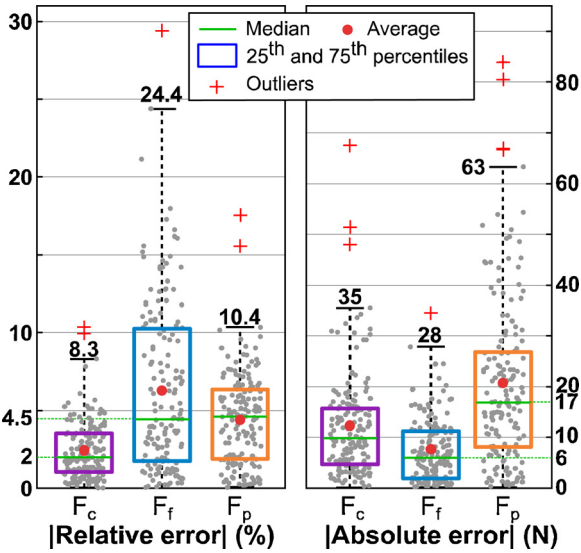 Median Average
25th and 75th percentiles
Outliers
30
20
10
4.5
2
0
8.3
24.4
10.4
Fc Ff Fp
|Relative error| (%)
80
60
40
20
17
10
6
0
35
28
63
Fc Ff Fp
|Absolute error| (N)